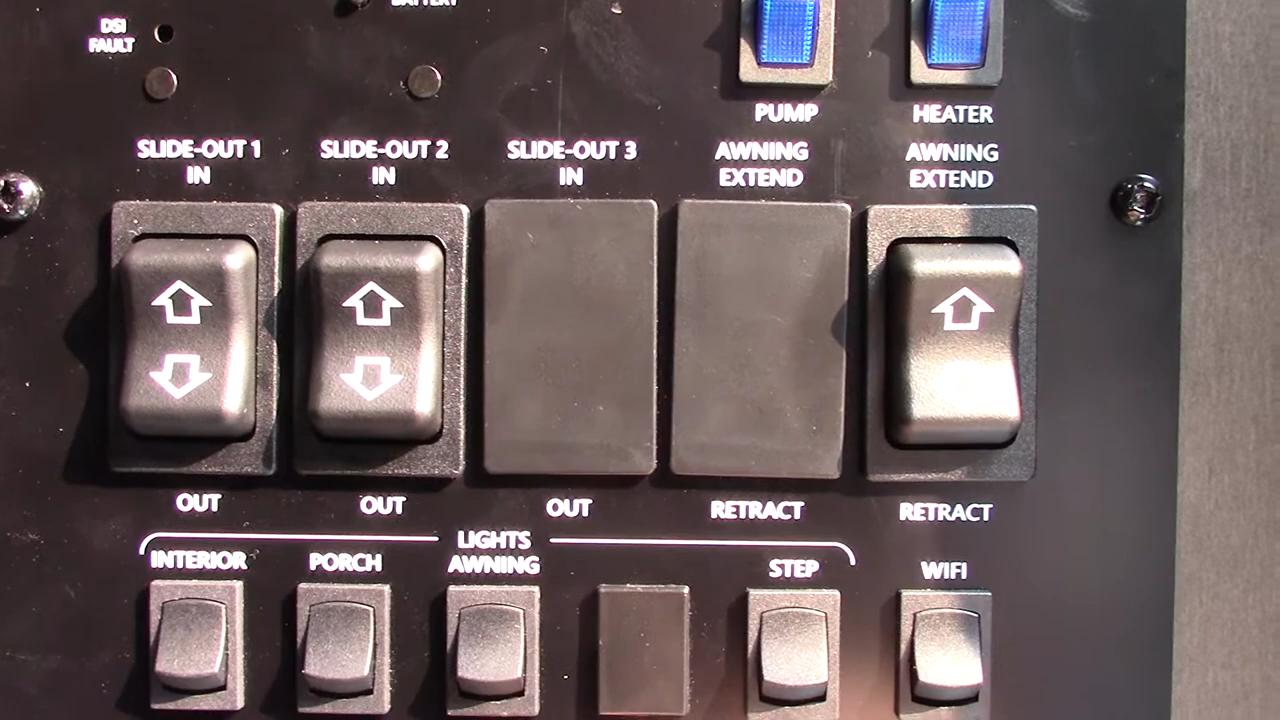 BATTERY
DSI
FAULT
PUMP
HEATER
SLIDE-OUT 1
IN
SLIDE-OUT 2
IN
SLIDE-OUT 3
IN
AWNING
EXTEND
AWNING
EXTEND
OUT
OUT
OUT
RETRACT
RETRACT
LIGHTS
INTERIOR
PORCH
AWNING
STEP
WIFI